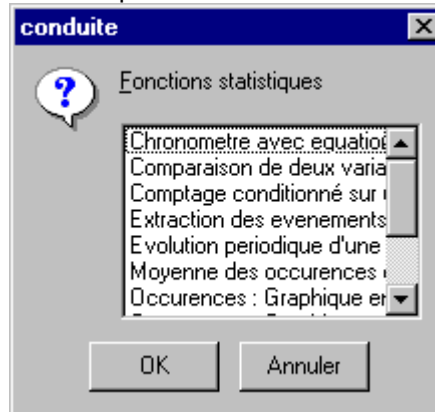 conduite
Fonctions statistiques
Chronometre avec equation
Comparaison de deux varia
Comptage conditionné sur
Extraction des evenements
Evolution periodique d'une
Moyenne des occurences
Occurences : Graphique en
OK
Annuler